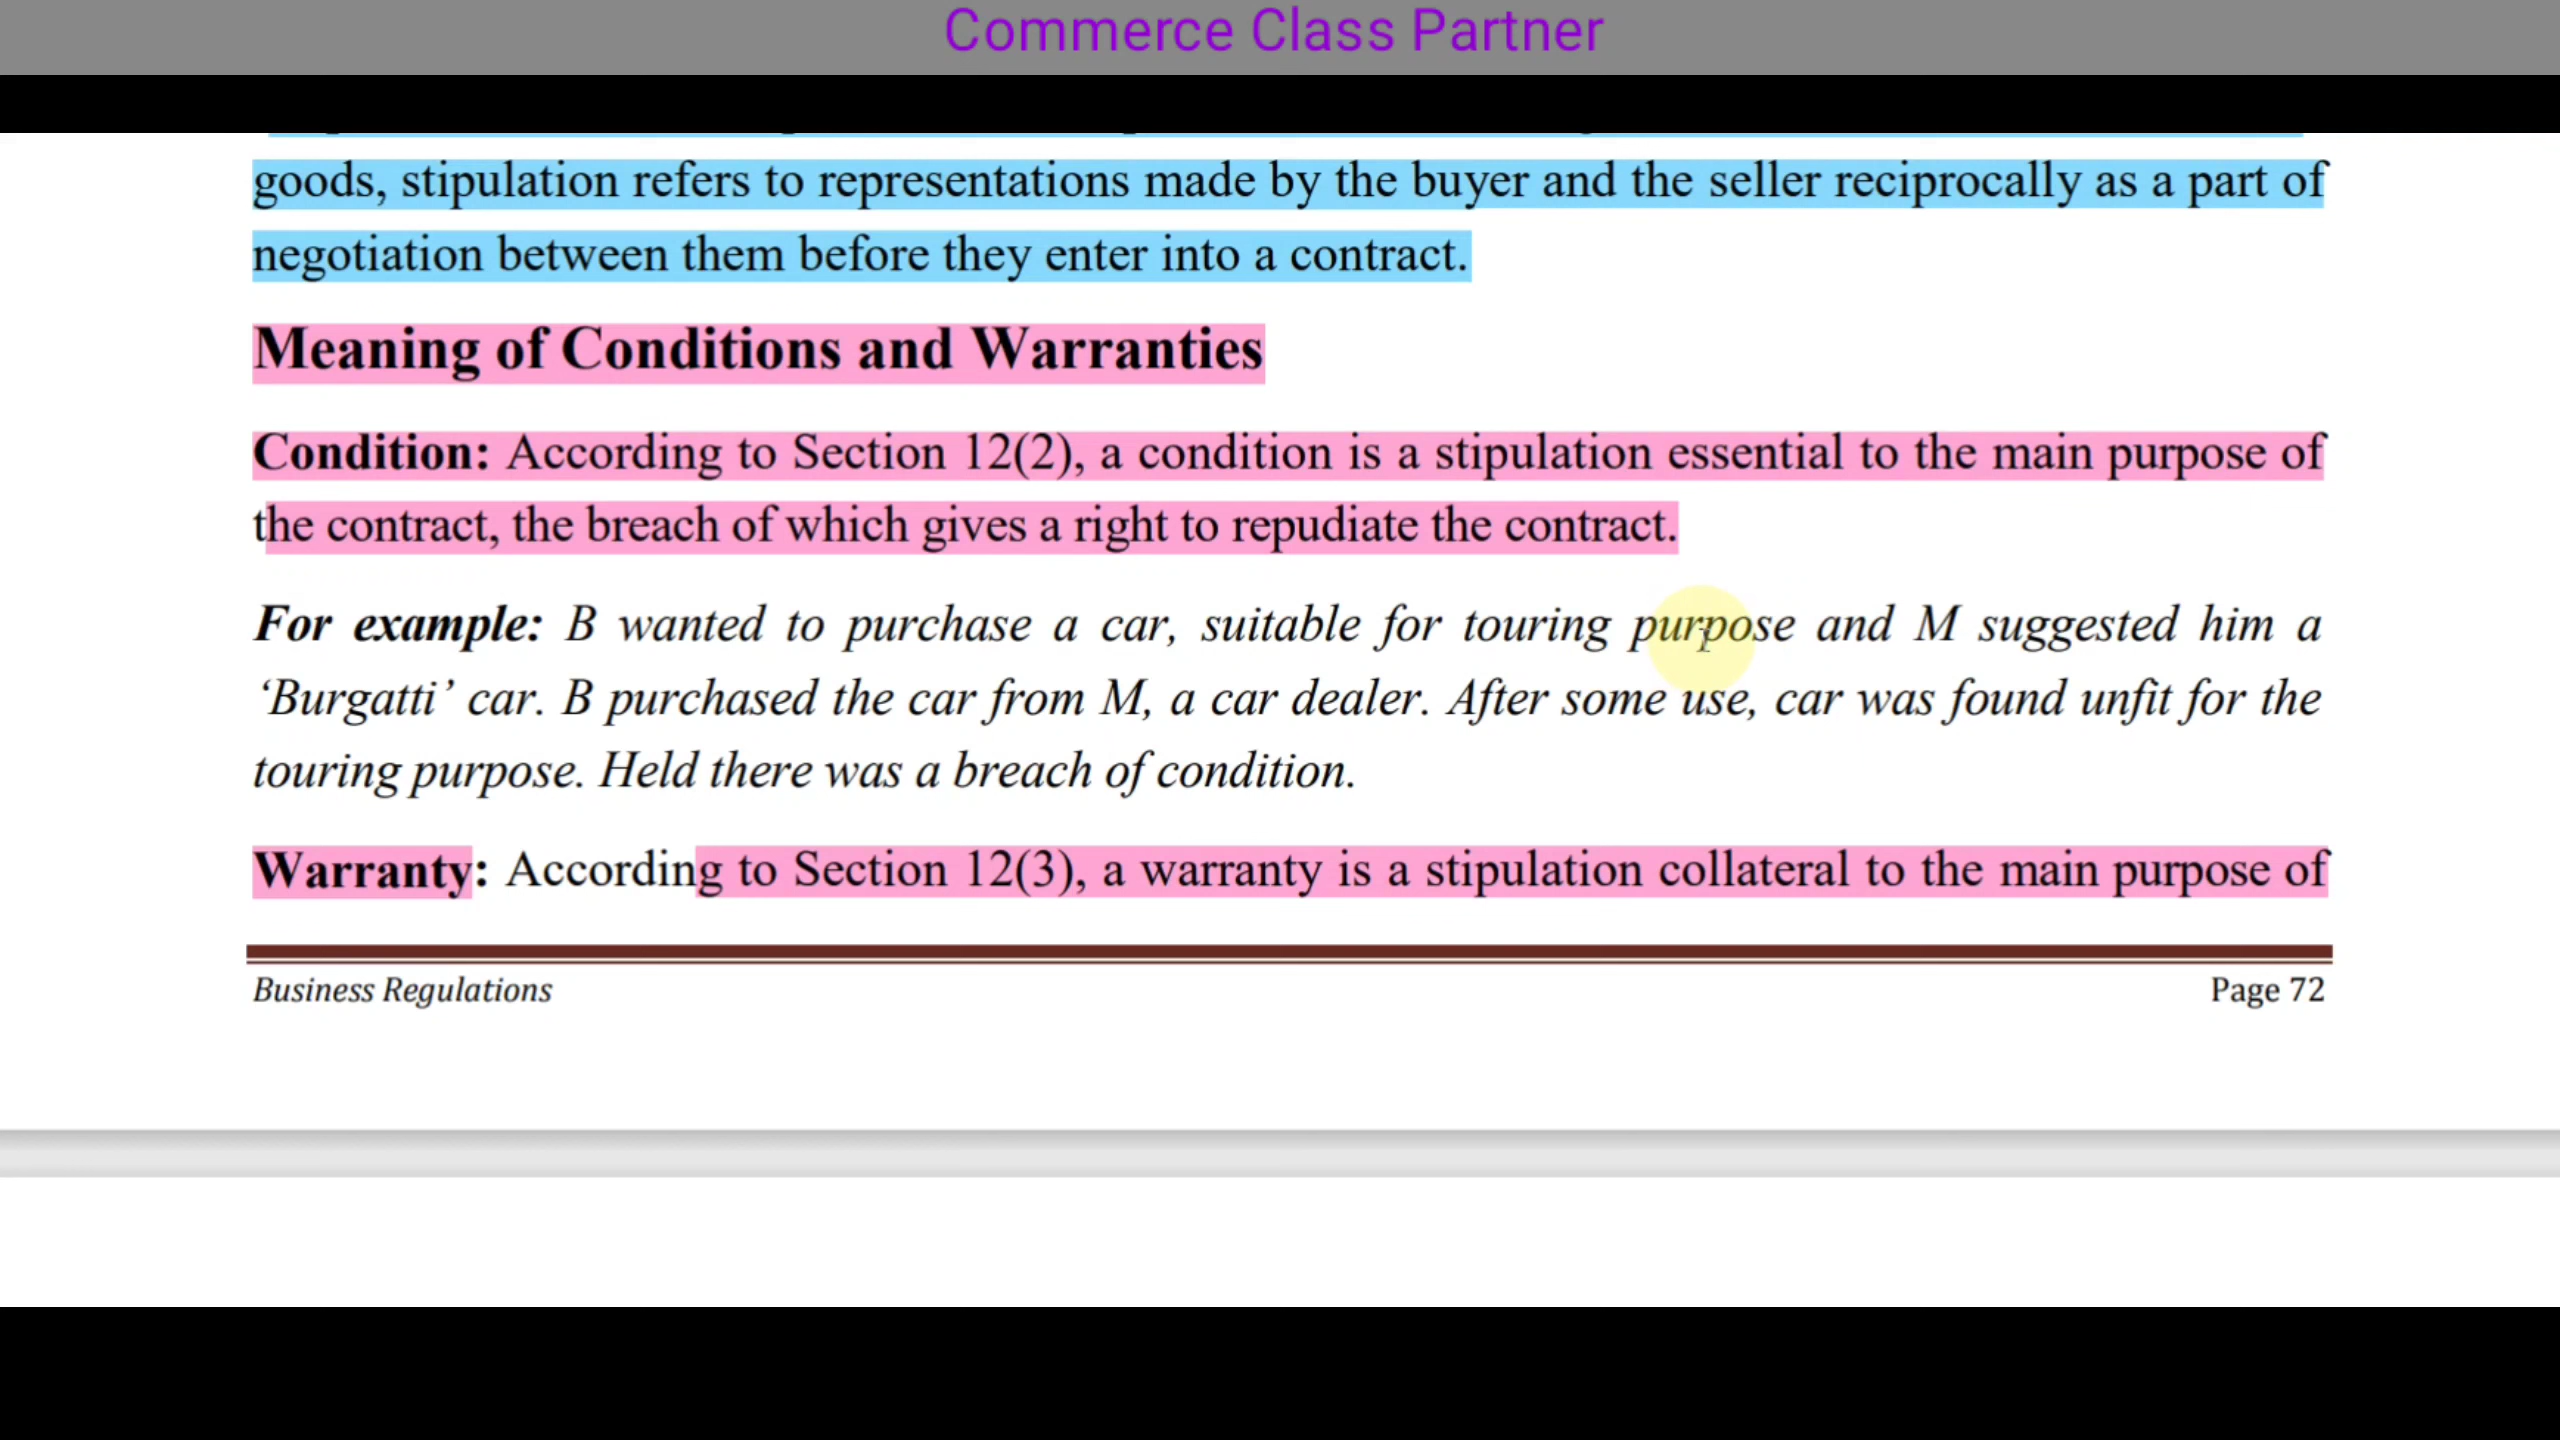 Commerce Class Partner
goods, stipulation refers to representations made by the buyer and the seller reciprocally as a part of
negotiation between them before they enter into a contract.
Meaning of Conditions and Warranties
Condition: According to Section 12(2), a condition is a stipulation essential to the main purpose of
the contract, the breach of which gives a right to repudiate the contract.
For example: B wanted to purchase a car, suitable for touring purpose and M suggested him a
‘Burgatti’ car. B purchased the car from M, a car dealer. After some use, car was found unfit for the
touring purpose. Held there was a breach of condition.
Warranty: According to Section 12(3), a warranty is a stipulation collateral to the main purpose of
Business Regulations
Page 72